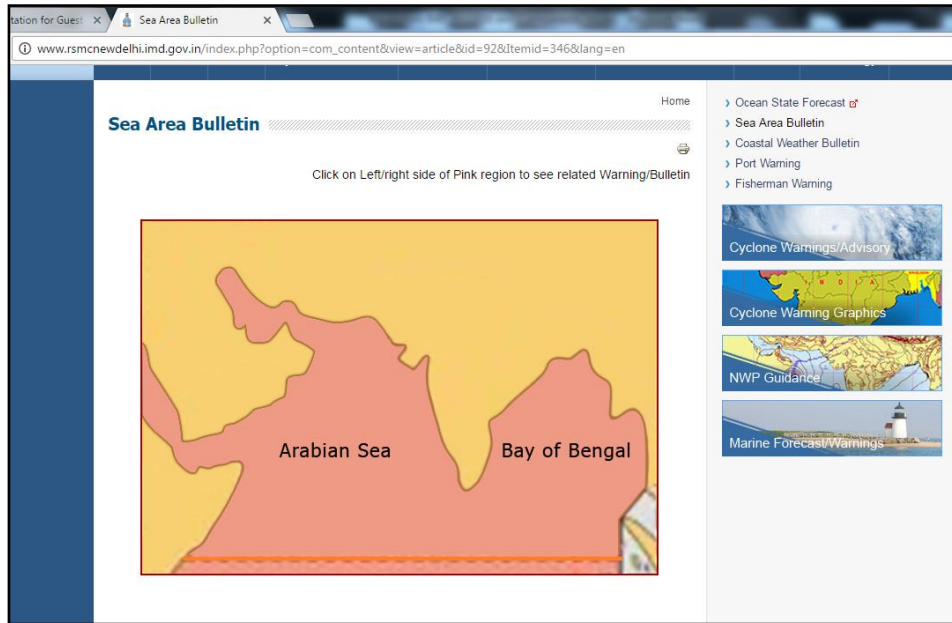 tation for Guest
Sea Area Bulletin
www.rsmcnewdelhi.imd.gov.in/index.php?option=com_content&view=article&id=92&Itemid=346&lang=en
Home
Sea Area Bulletin
Click on Left/right side of Pink region to see related Warning/Bulletin
Arabian Sea
Bay of Bengal
Ocean State Forecast
Sea Area Bulletin
Coastal Weather Bulletin
Port Warning
Fisherman Warning
Cyclone Warnings/Advisory
INDIA
Cyclone Warning Graphics
NWP Guidance
Marine Forecast/Warnings